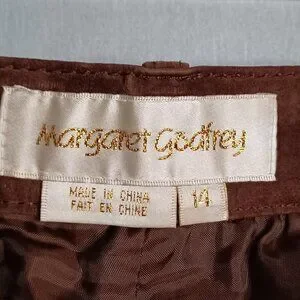 Margaret Godfrey
MADE IN CHINA
FAIT EN CHINE
14